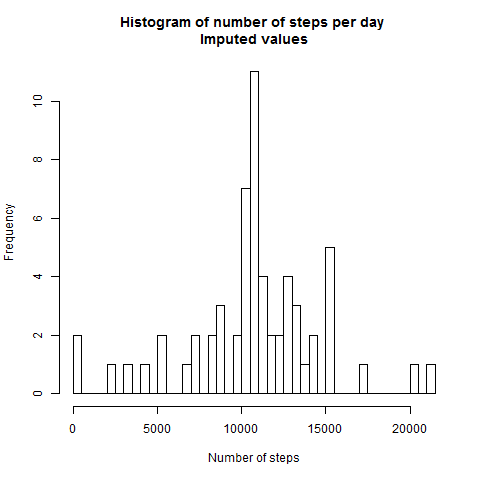 Histogram of number of steps per day
Imputed values
Frequency
10
8
6
4
2
0
0 5000 10000 15000 20000
Number of steps